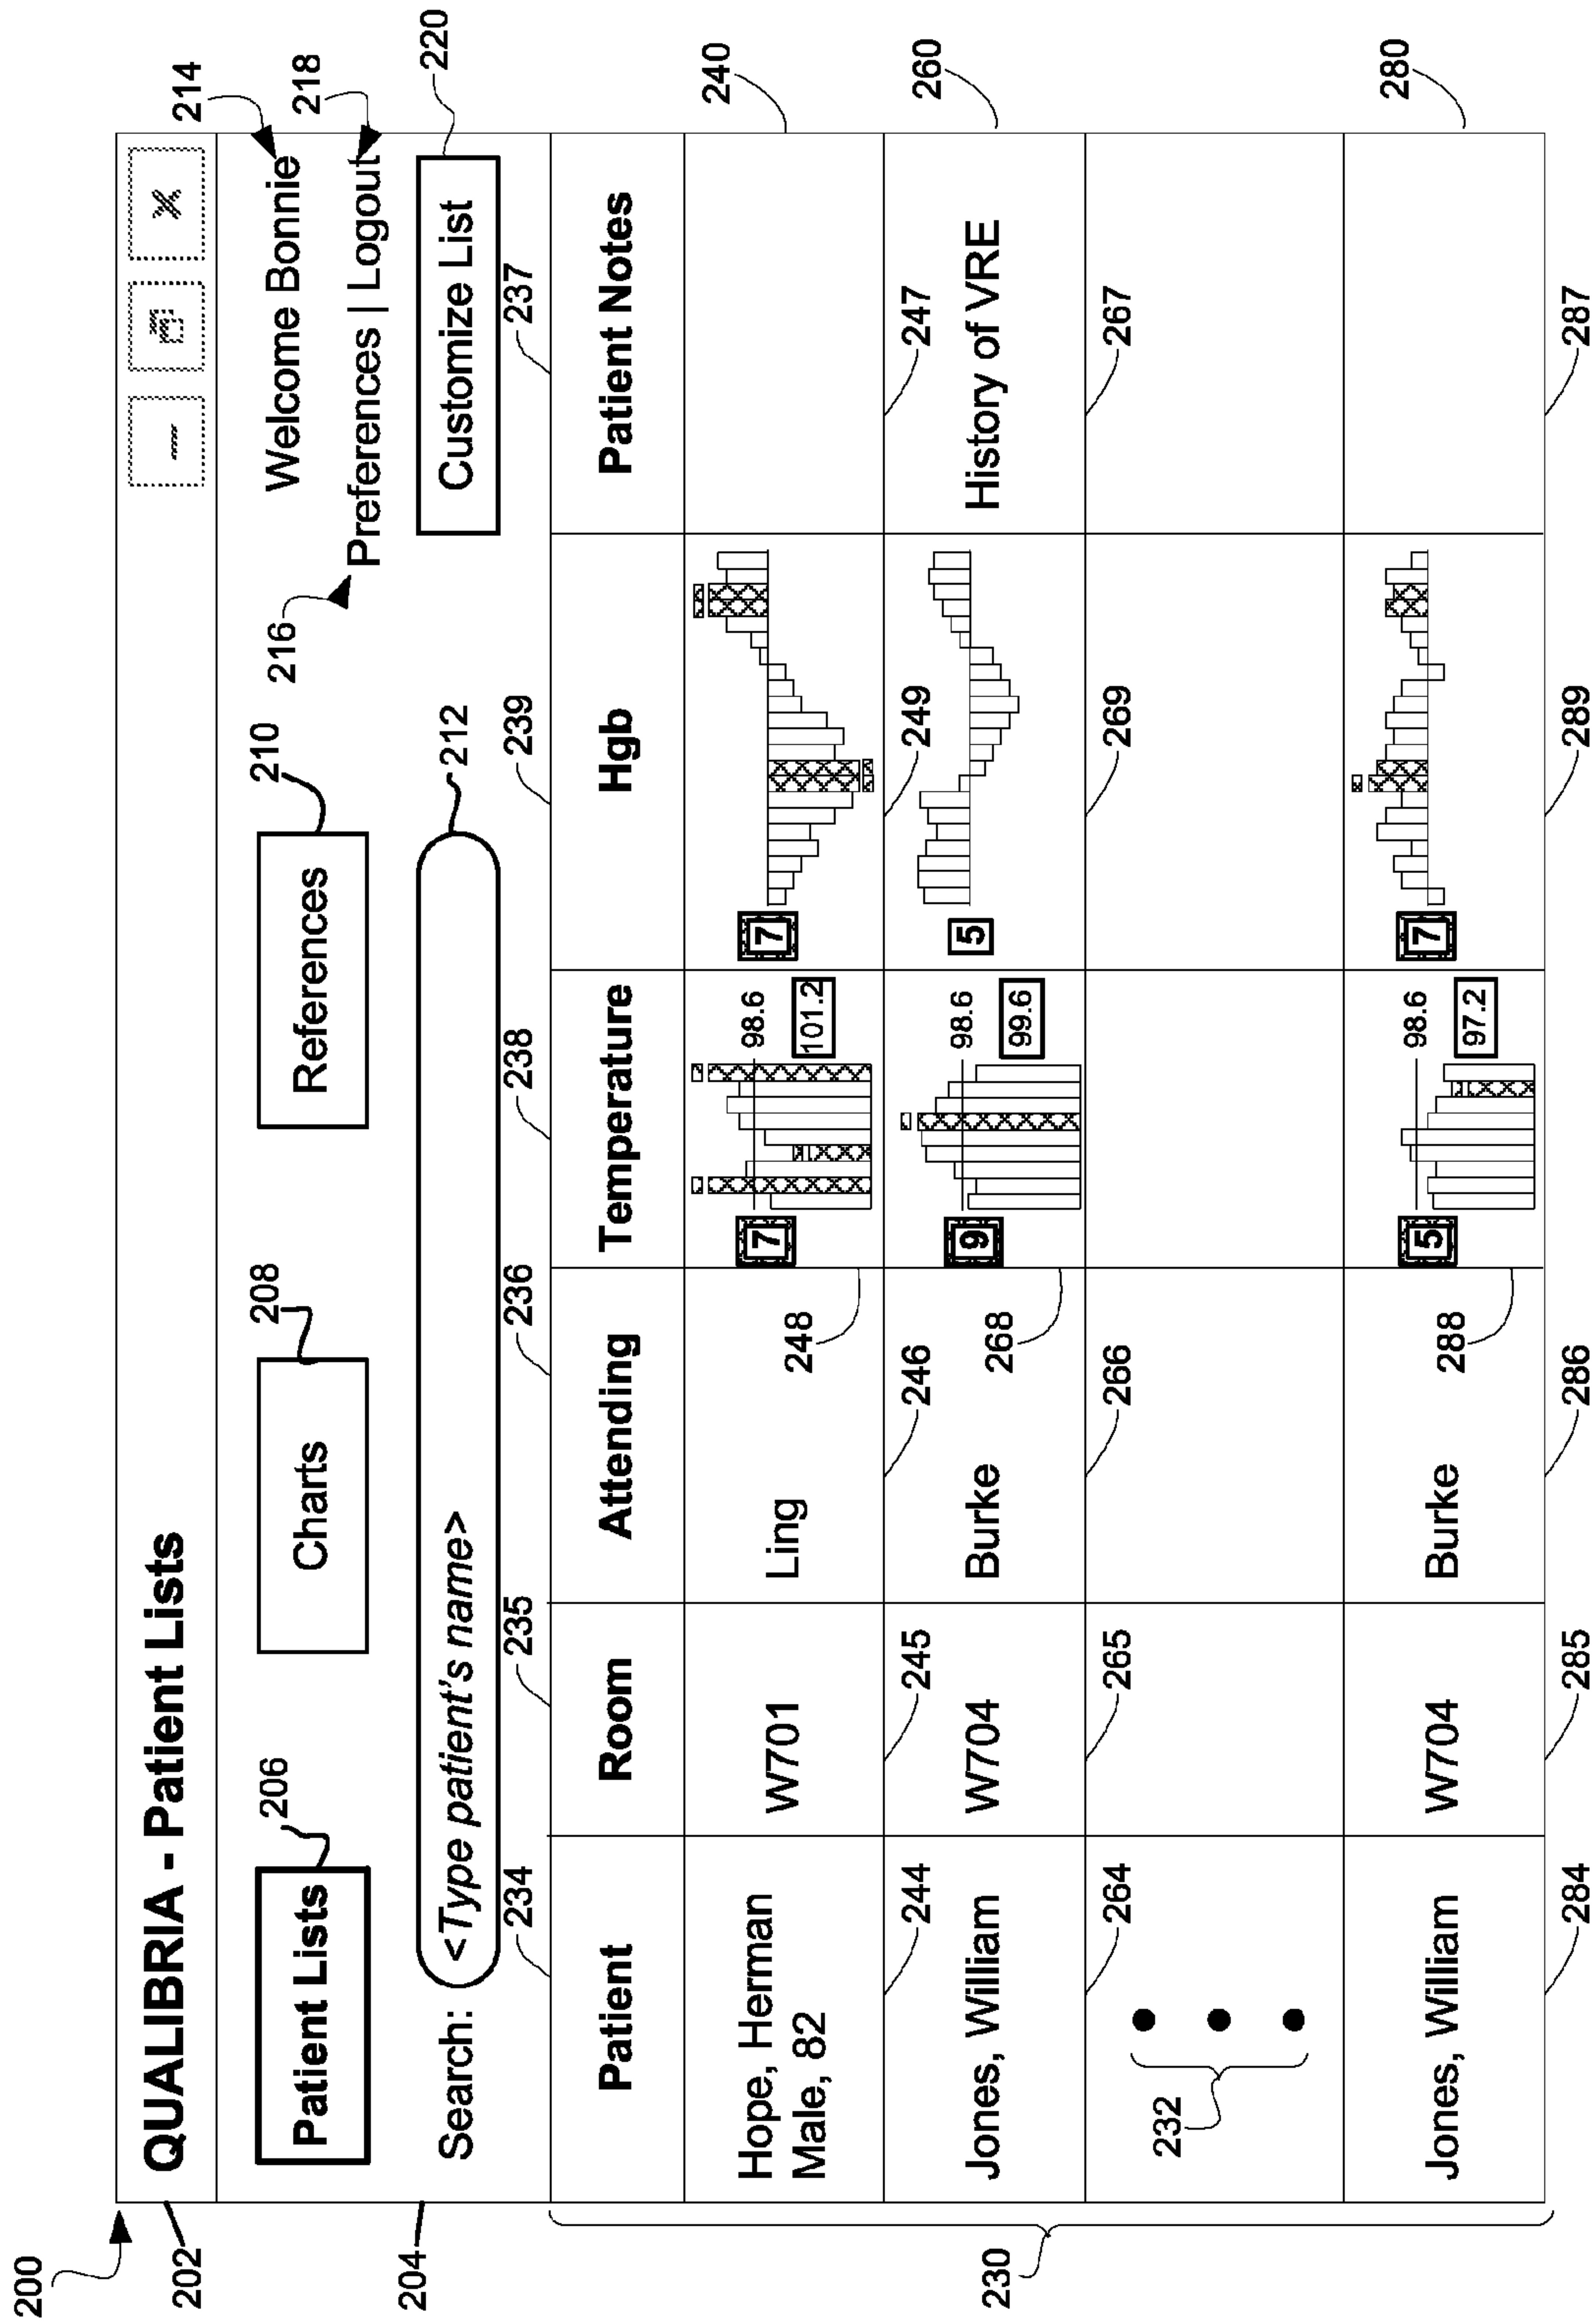 200
202
QUALIBRIA - Patient Lists
204
Patient Lists
206
Charts
208
References
210
Welcome Bonnie
214
216
Preferences | Logout
218
Search:
<Type patient's name>
212
Customize List
220
234
235
236
238
239
237
Patient
Room
Attending
Temperature
Hgb
Patient Notes
230
Hope, Herman
Male, 82
W701
Ling
7
98.6
101.2
7
240
244
245
246
248
249
247
Jones, William
W704
Burke
9
98.6
99.6
5
History of VRE
260
264
265
266
268
269
267
232
Jones, William
W704
Burke
5
98.6
97.2
7
280
284
285
286
288
289
287